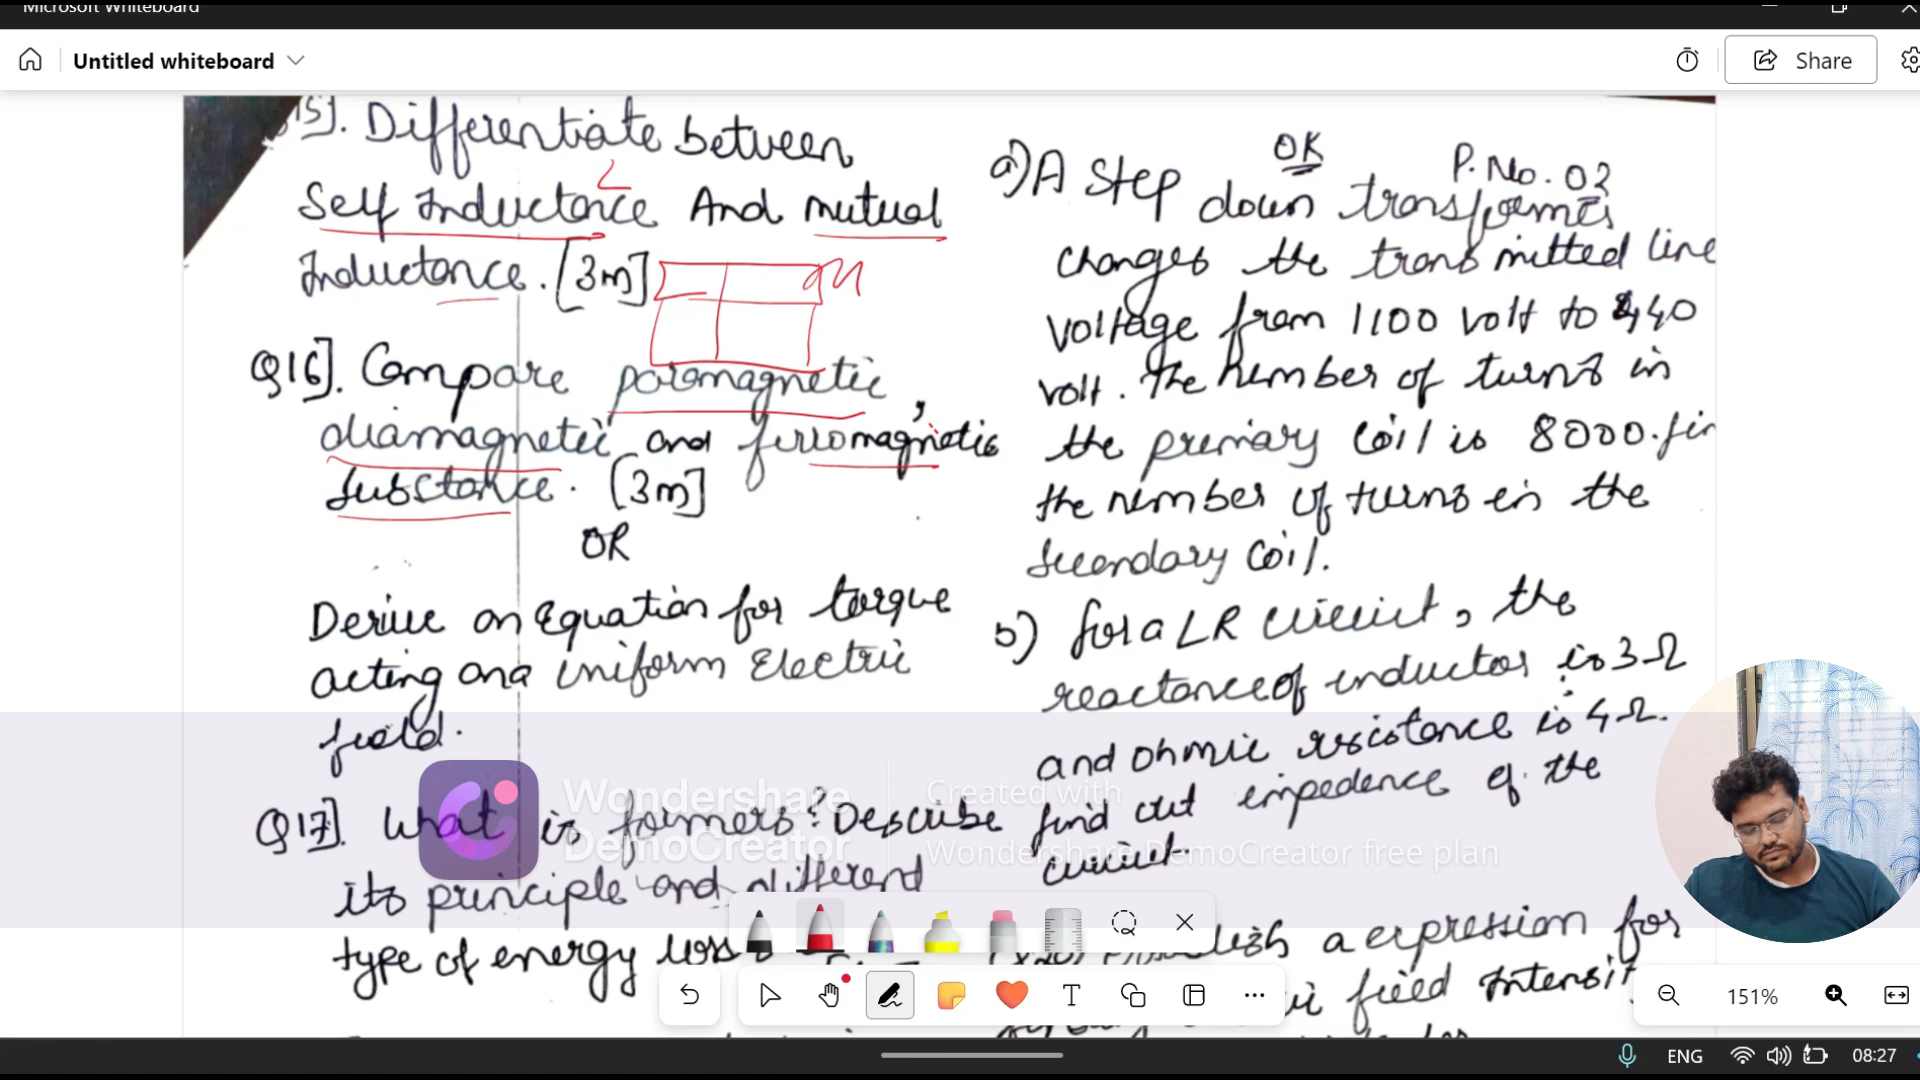 Microsoft Whiteboard
Untitled whiteboard
Share
15]. Differentiate between
L
Self Inductance And mutual
Inductance. [3m]
M
Q16]. Compare paramagnetic,
diamagnetic and ferromagnetic
substance. [3m]
OR
Derive an Equation for torque
acting on a uniform Electric
field.
Q17]. What is formers? Describe
its principle and different
type of energy loss
OR
P.No. 03
a) A step down transformers
changes the transmitted line
voltage from 1100 volt to 440
volt. The number of turns in
the primary coil is 8000. fin
the number of turns in the
Secondary coil.
b) for a LR circuit, the
reactance of inductor is 3Ω
and ohmic resistance is 4Ω.
find out impedence of the
circuit.
a expression for
field Intensit
Wondershare
DemoCreator
Created with
Wondershare DemoCreator free plan
T
151%
ENG
08:27